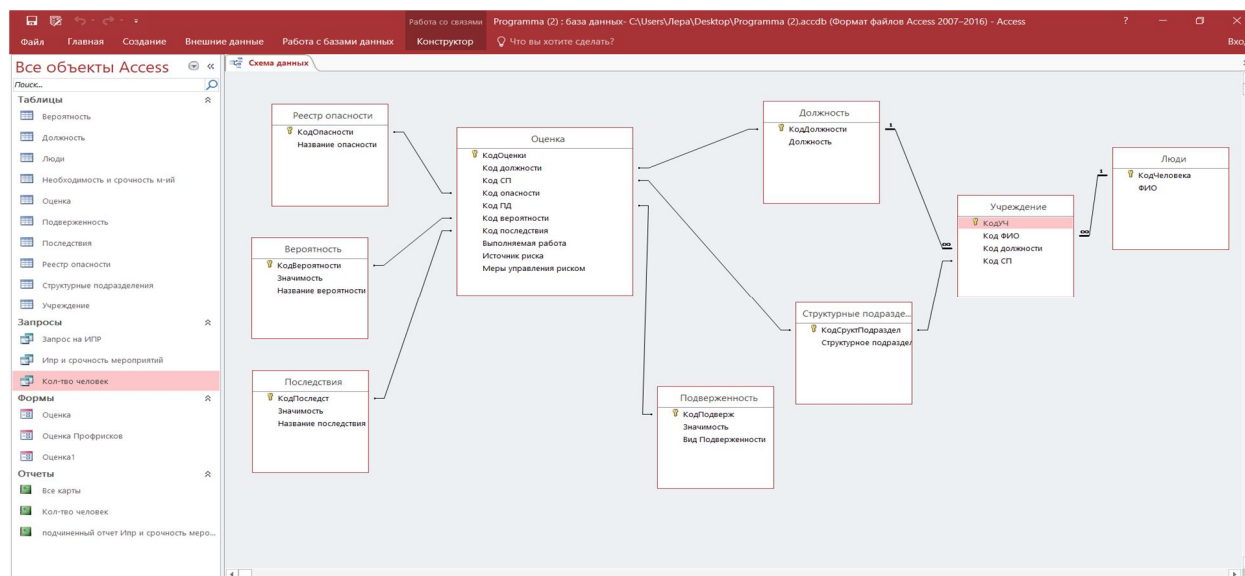 Работа со связями
Programma (2) : база данных- C:\Users\Лера\Desktop\Programma (2).accdb (Формат файлов Access 2007–2016) - Access
?
Файл
Главная
Создание
Внешние данные
Работа с базами данных
Конструктор
Что вы хотите сделать?
Вхо
Все объекты Access
Поиск...
Таблицы
Вероятность
Должность
Люди
Необходимость и срочность м-ий
Оценка
Подверженность
Последствия
Реестр опасности
Структурные подразделения
Учреждение
Запросы
Запрос на ИПР
Ипр и срочность мероприятий
Кол-тво человек
Формы
Оценка
Оценка Профрисков
Оценка1
Отчеты
Все карты
Кол-тво человек
подчиненный отчет Ипр и срочность меро...
Схема данных
Реестр опасности
КодОпасности
Название опасности
Вероятность
КодВероятности
Значимость
Название вероятности
Последствия
КодПоследст
Значимость
Название последствия
Оценка
КодОценки
Код должности
Код СП
Код опасности
Код ПД
Код вероятности
Код последствия
Выполняемая работа
Источник риска
Меры управления риском
Подверженность
КодПодверж
Значимость
Вид Подверженности
Должность
КодДолжности
Должность
1
∞
Структурные подразде...
КодСруктПодраздел
Структурное подраздел
Учреждение
КодУЧ
Код ФИО
Код должности
Код СП
∞
1
Люди
КодЧеловека
ФИО